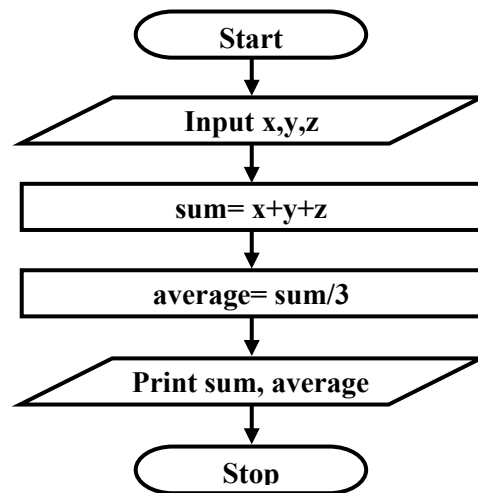 Start
Input x,y,z
sum= x+y+z
average= sum/3
Print sum, average
Stop